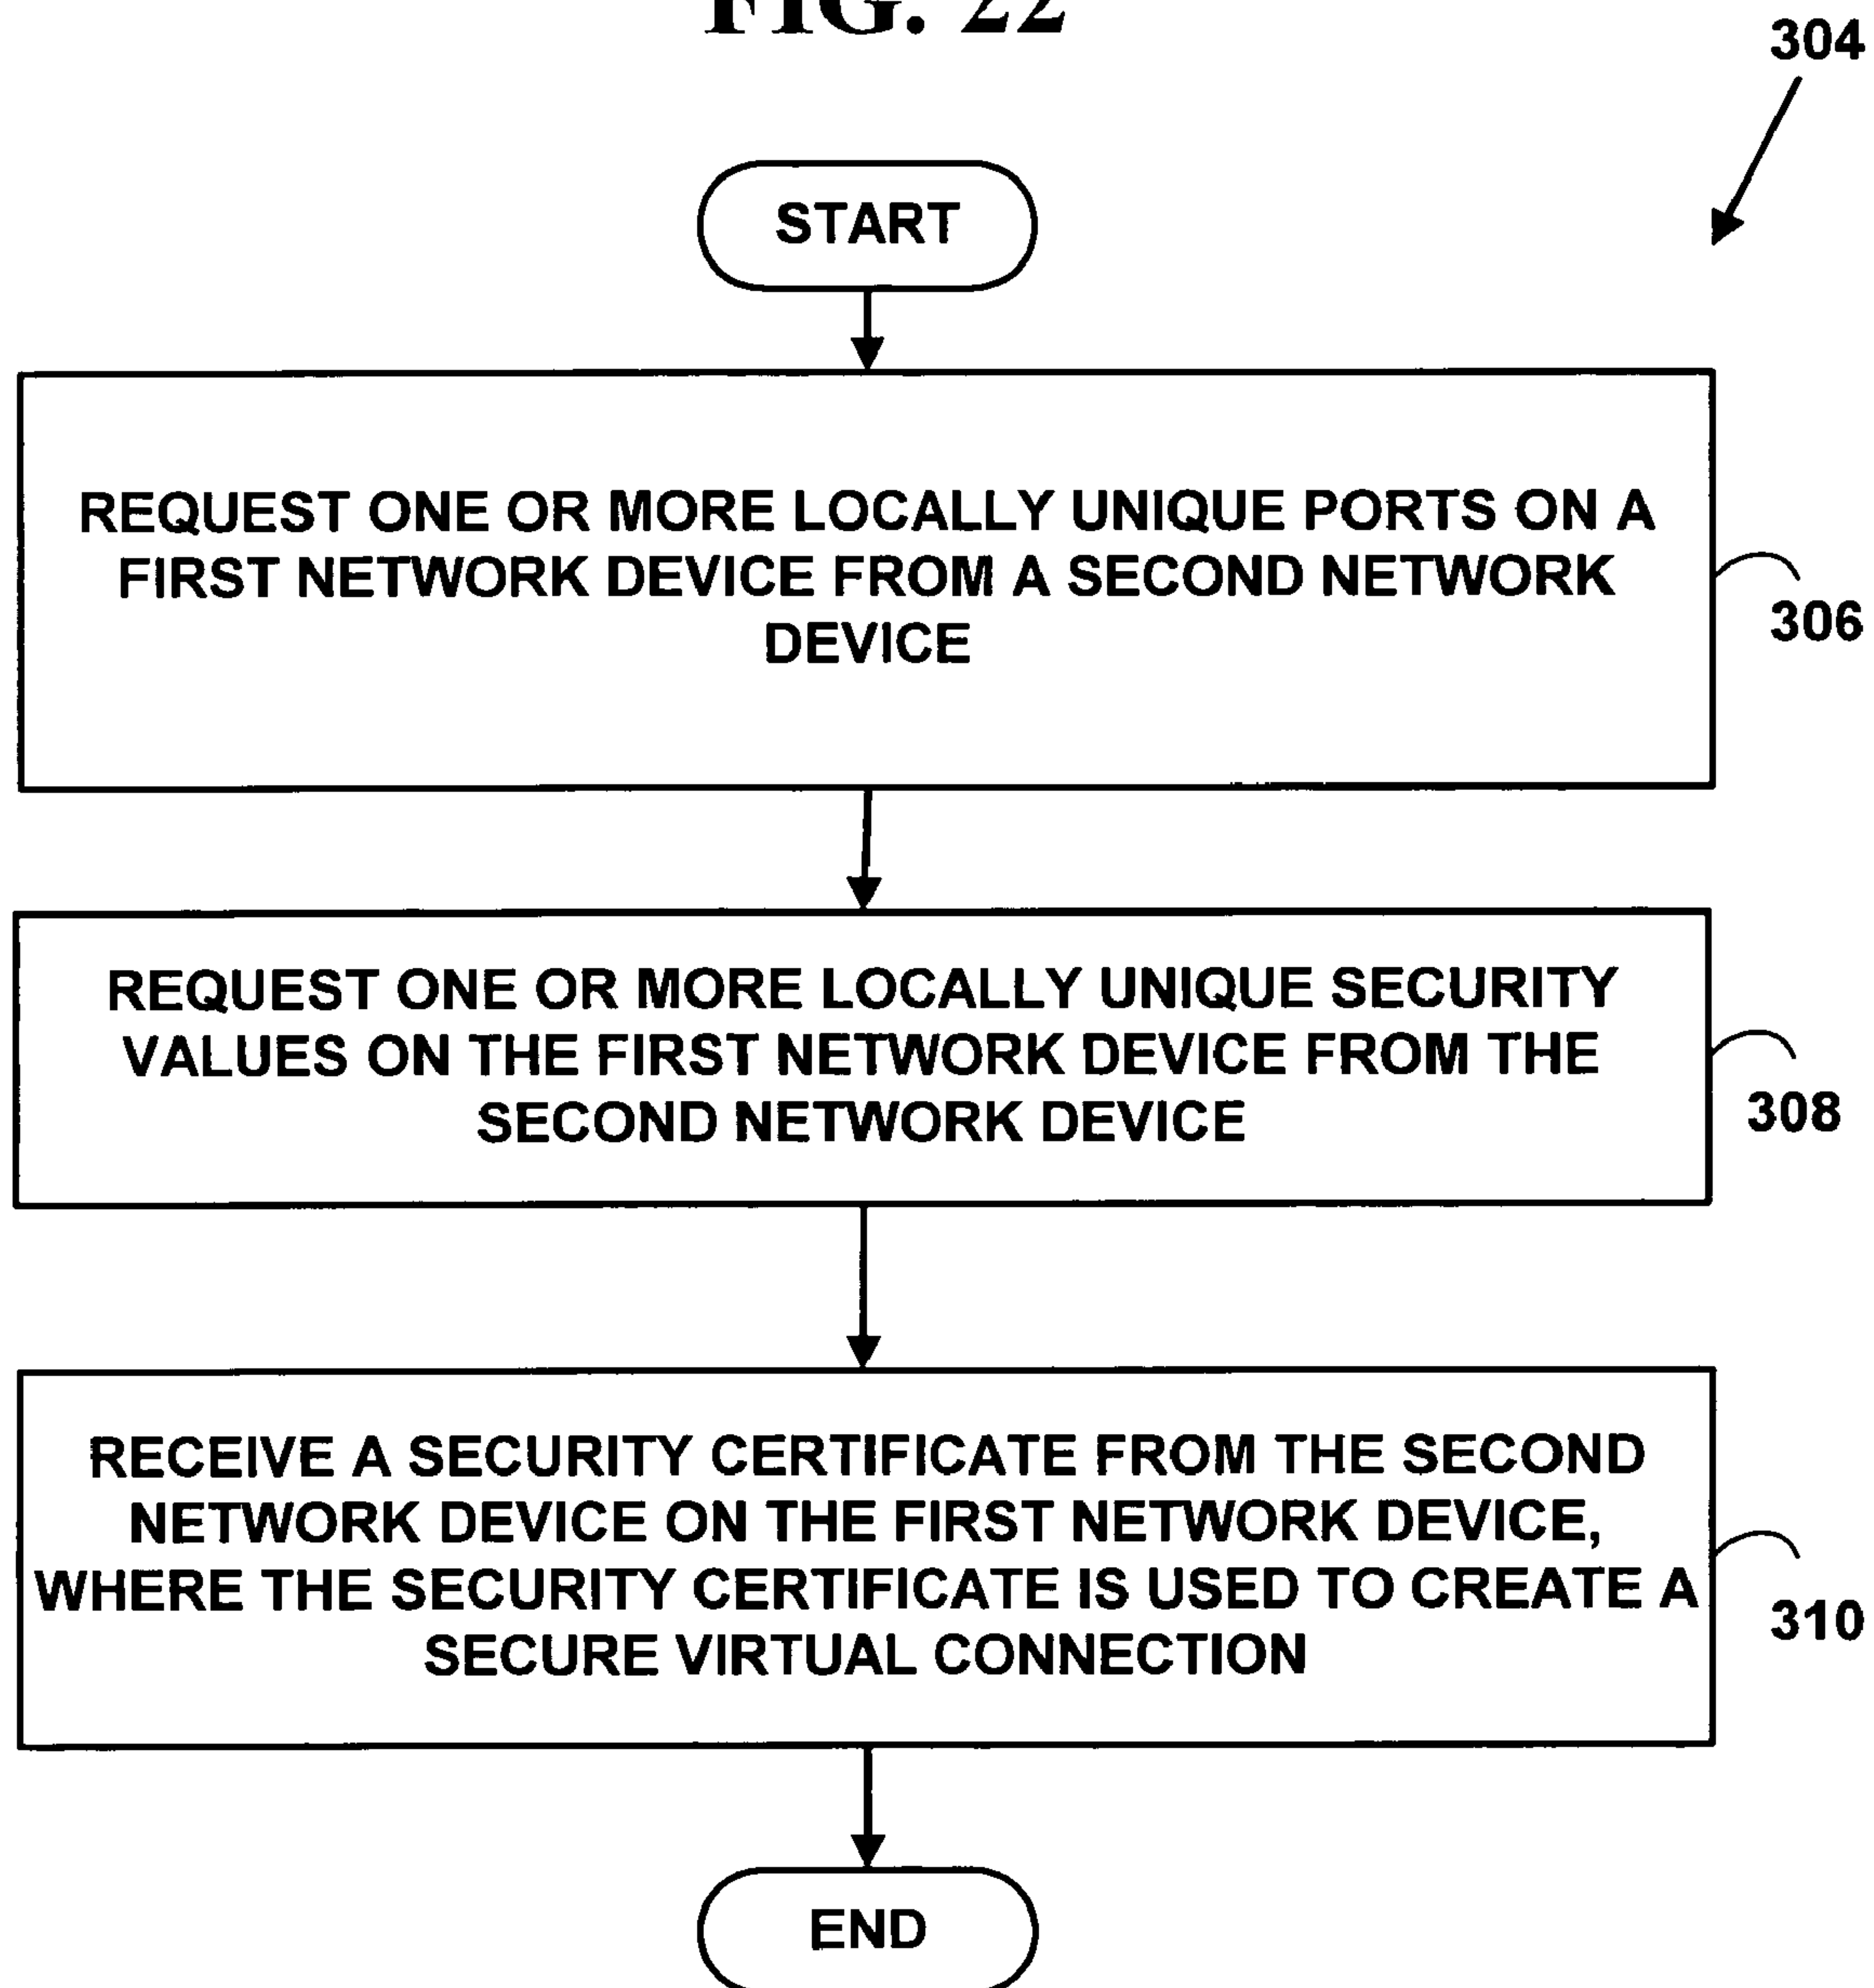 FIG. 22
304
START
REQUEST ONE OR MORE LOCALLY UNIQUE PORTS ON A
FIRST NETWORK DEVICE FROM A SECOND NETWORK
DEVICE
306
REQUEST ONE OR MORE LOCALLY UNIQUE SECURITY
VALUES ON THE FIRST NETWORK DEVICE FROM THE
SECOND NETWORK DEVICE
308
RECEIVE A SECURITY CERTIFICATE FROM THE SECOND
NETWORK DEVICE ON THE FIRST NETWORK DEVICE,
WHERE THE SECURITY CERTIFICATE IS USED TO CREATE A
SECURE VIRTUAL CONNECTION
310
END